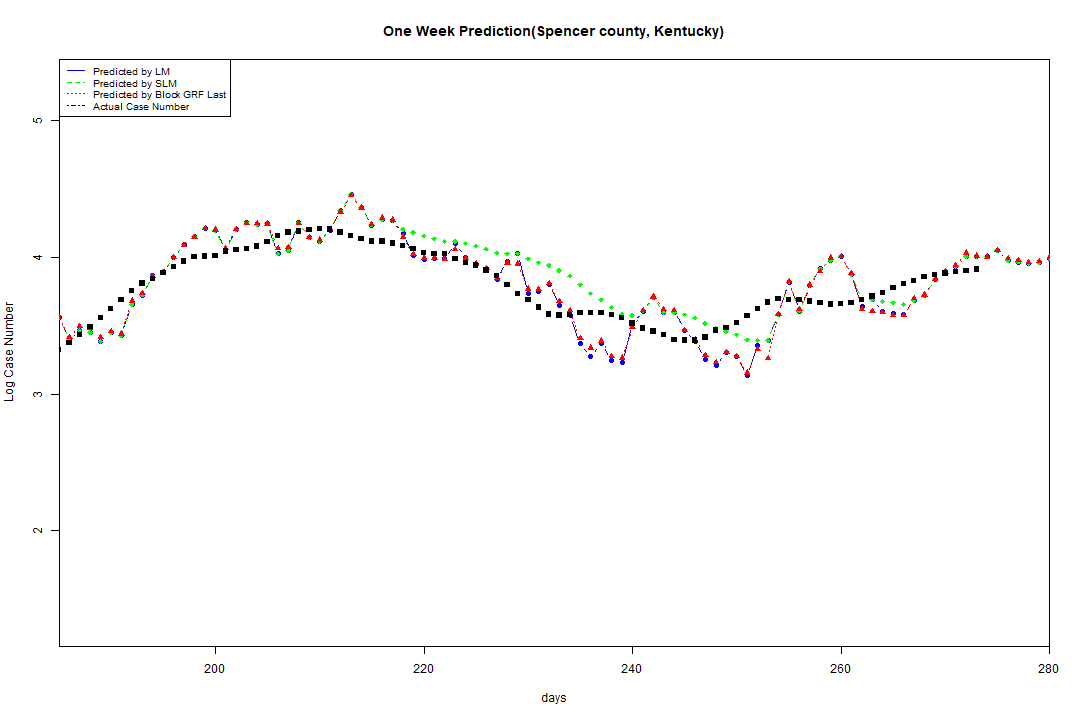 One Week Prediction(Spencer county, Kentucky)
Predicted by LM
Predicted by SLM
Predicted by Block GRF Last
Actual Case Number
5
4
3
2
Log Case Number
200
220
240
260
280
days